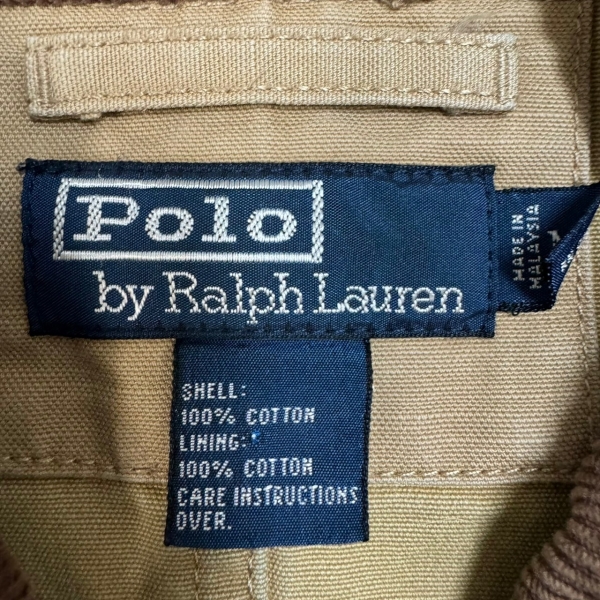 Polo
by Ralph Lauren
MADE IN
MALAYSIA
SHELL:
100% COTTON
LINING:
100% COTTON
CARE INSTRUCTIONS
OVER.